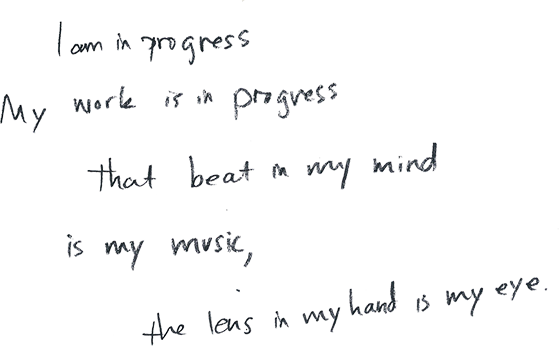 I am in progress
My work is in progress
that beat in my mind
is my music,
the lens in my hand is my eye.